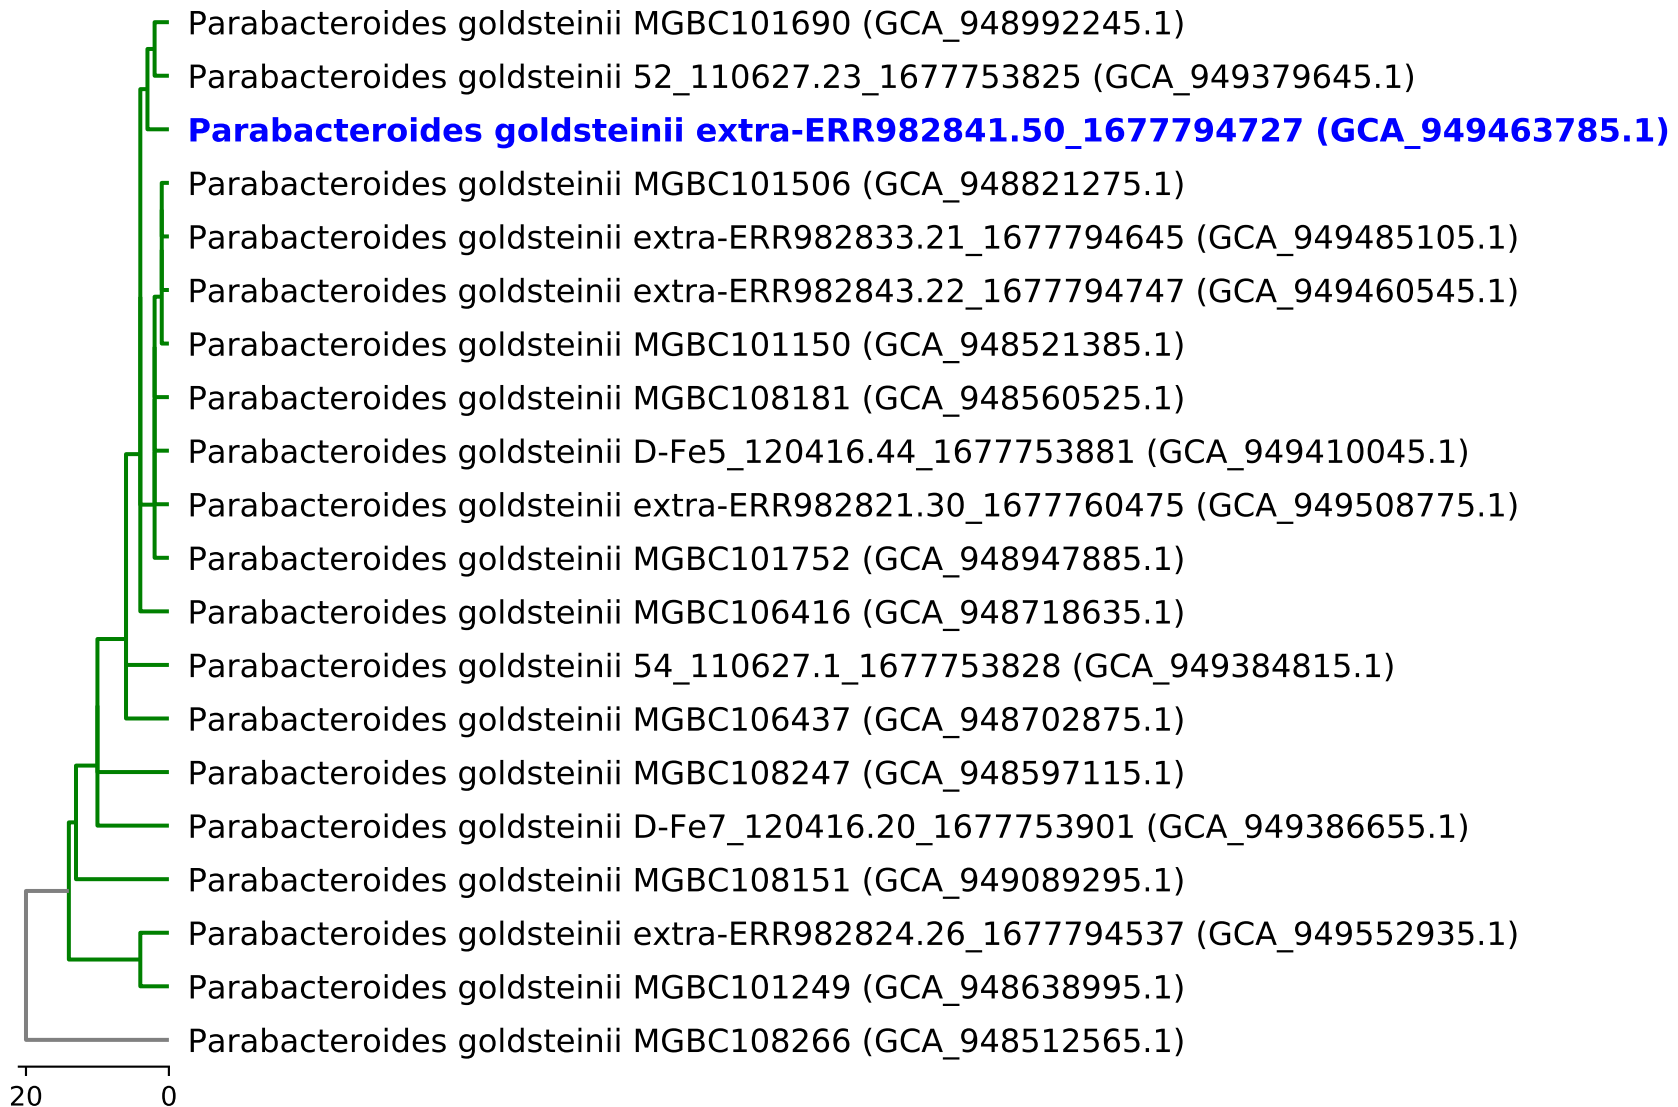 Parabacteroides goldsteinii MGBC101690 (GCA_948992245.1)
Parabacteroides goldsteinii 52_110627.23_1677753825 (GCA_949379645.1)
Parabacteroides goldsteinii extra-ERR982841.50_1677794727 (GCA_949463785.1)
Parabacteroides goldsteinii MGBC101506 (GCA_948821275.1)
Parabacteroides goldsteinii extra-ERR982833.21_1677794645 (GCA_949485105.1)
Parabacteroides goldsteinii extra-ERR982843.22_1677794747 (GCA_949460545.1)
Parabacteroides goldsteinii MGBC101150 (GCA_948521385.1)
Parabacteroides goldsteinii MGBC108181 (GCA_948560525.1)
Parabacteroides goldsteinii D-Fe5_120416.44_1677753881 (GCA_949410045.1)
Parabacteroides goldsteinii extra-ERR982821.30_1677760475 (GCA_949508775.1)
Parabacteroides goldsteinii MGBC101752 (GCA_948947885.1)
Parabacteroides goldsteinii MGBC106416 (GCA_948718635.1)
Parabacteroides goldsteinii 54_110627.1_1677753828 (GCA_949384815.1)
Parabacteroides goldsteinii MGBC106437 (GCA_948702875.1)
Parabacteroides goldsteinii MGBC108247 (GCA_948597115.1)
Parabacteroides goldsteinii D-Fe7_120416.20_1677753901 (GCA_949386655.1)
Parabacteroides goldsteinii MGBC108151 (GCA_949089295.1)
Parabacteroides goldsteinii extra-ERR982824.26_1677794537 (GCA_949552935.1)
Parabacteroides goldsteinii MGBC101249 (GCA_948638995.1)
Parabacteroides goldsteinii MGBC108266 (GCA_948512565.1)
20 0